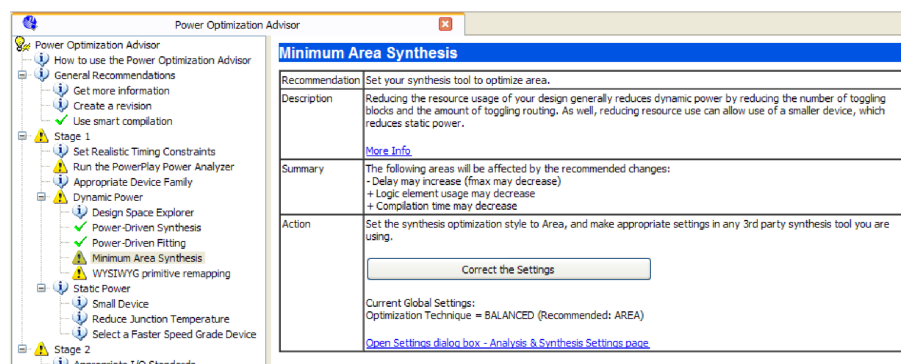 Power Optimization Advisor
Power Optimization Advisor
How to use the Power Optimization Advisor
General Recommendations
Get more information
Create a revision
Use smart compilation
Stage 1
Set Realistic Timing Constraints
Run the PowerPlay Power Analyzer
Appropriate Device Family
Dynamic Power
Design Space Explorer
Power-Driven Synthesis
Power-Driven Fitting
Minimum Area Synthesis
WYSIWYG primitive remapping
Static Power
Small Device
Reduce Junction Temperature
Select a Faster Speed Grade Device
Stage 2
Appropriate I/O Standards
Minimum Area Synthesis
Recommendation Set your synthesis tool to optimize area.
Description Reducing the resource usage of your design generally reduces dynamic power by reducing the number of toggling
blocks and the amount of toggling routing. As well, reducing resource use can allow use of a smaller device, which
reduces static power.
More Info
Summary The following areas will be affected by the recommended changes:
- Delay may increase (fmax may decrease)
+ Logic element usage may decrease
+ Compilation time may decrease
Action Set the synthesis optimization style to Area, and make appropriate settings in any 3rd party synthesis tool you are
using.
Correct the Settings
Current Global Settings:
Optimization Technique = BALANCED (Recommended: AREA)
Open Settings dialog box - Analysis & Synthesis Settings page